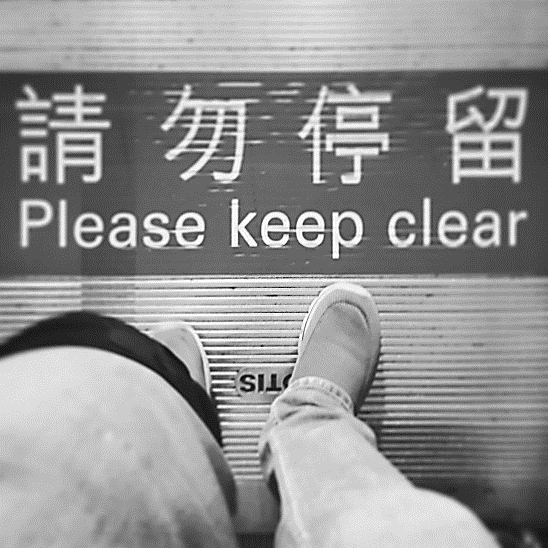 請勿停留
Please keep clear
OTIS